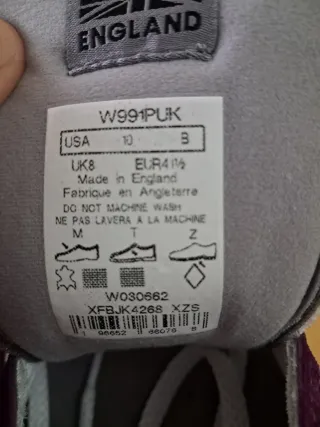 ENGLAND
W991PUK
USA 10 B
UK8 EUR41½
Made in England
Fabrique en Angleterre
DO NOT MACHINE WASH
NE PAS LAVERA A LA MACHINE
M T Z
W030662
XFBJK4268 XZS